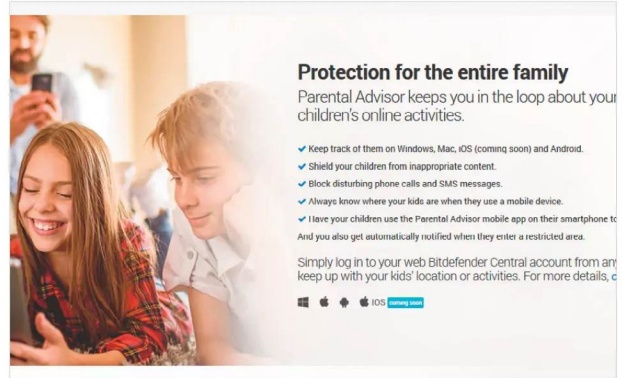 Protection for the entire family
Parental Advisor keeps you in the loop about your
children's online activities.
Keep track of them on Windows, Mac, iOS (coming soon) and Android.
Shield your children from inappropriate content.
Block disturbing phone calls and SMS messages.
Always know where your kids are when they use a mobile device.
Have your children use the Parental Advisor mobile app on their smartphone to
And you also get automatically notified when they enter a restricted area.
Simply log in to your web Bitdefender Central account from any
keep up with your kids' location or activities. For more details,
iOS coming soon